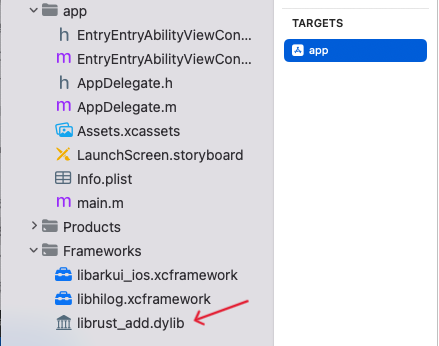 app
EntryEntryAbilityViewCon...
EntryEntryAbilityViewCon...
AppDelegate.h
AppDelegate.m
Assets.xcassets
LaunchScreen.storyboard
Info.plist
main.m
Products
Frameworks
libarkui_ios.xcframework
libhilog.xcframework
librust_add.dylib
TARGETS
app